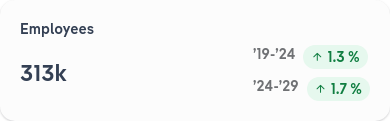 Employees
313k
’19-’24 ↑ 1.3 %
’24-’29 ↑ 1.7 %